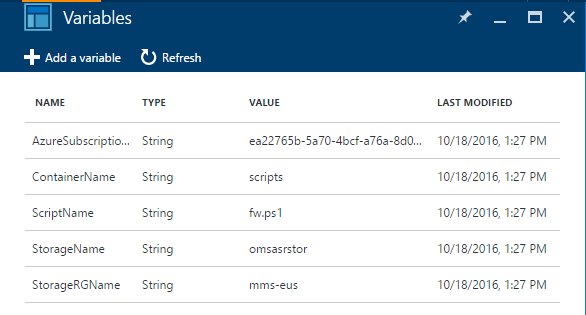 Variables
Add a variable Refresh
NAME TYPE VALUE LAST MODIFIED
AzureSubscriptio... String ea22765b-5a70-4bcf-a76a-8d0... 10/18/2016, 1:27 PM
ContainerName String scripts 10/18/2016, 1:27 PM
ScriptName String fw.ps1 10/18/2016, 1:27 PM
StorageName String omsasrstor 10/18/2016, 1:27 PM
StorageRGName String mms-eus 10/18/2016, 1:27 PM